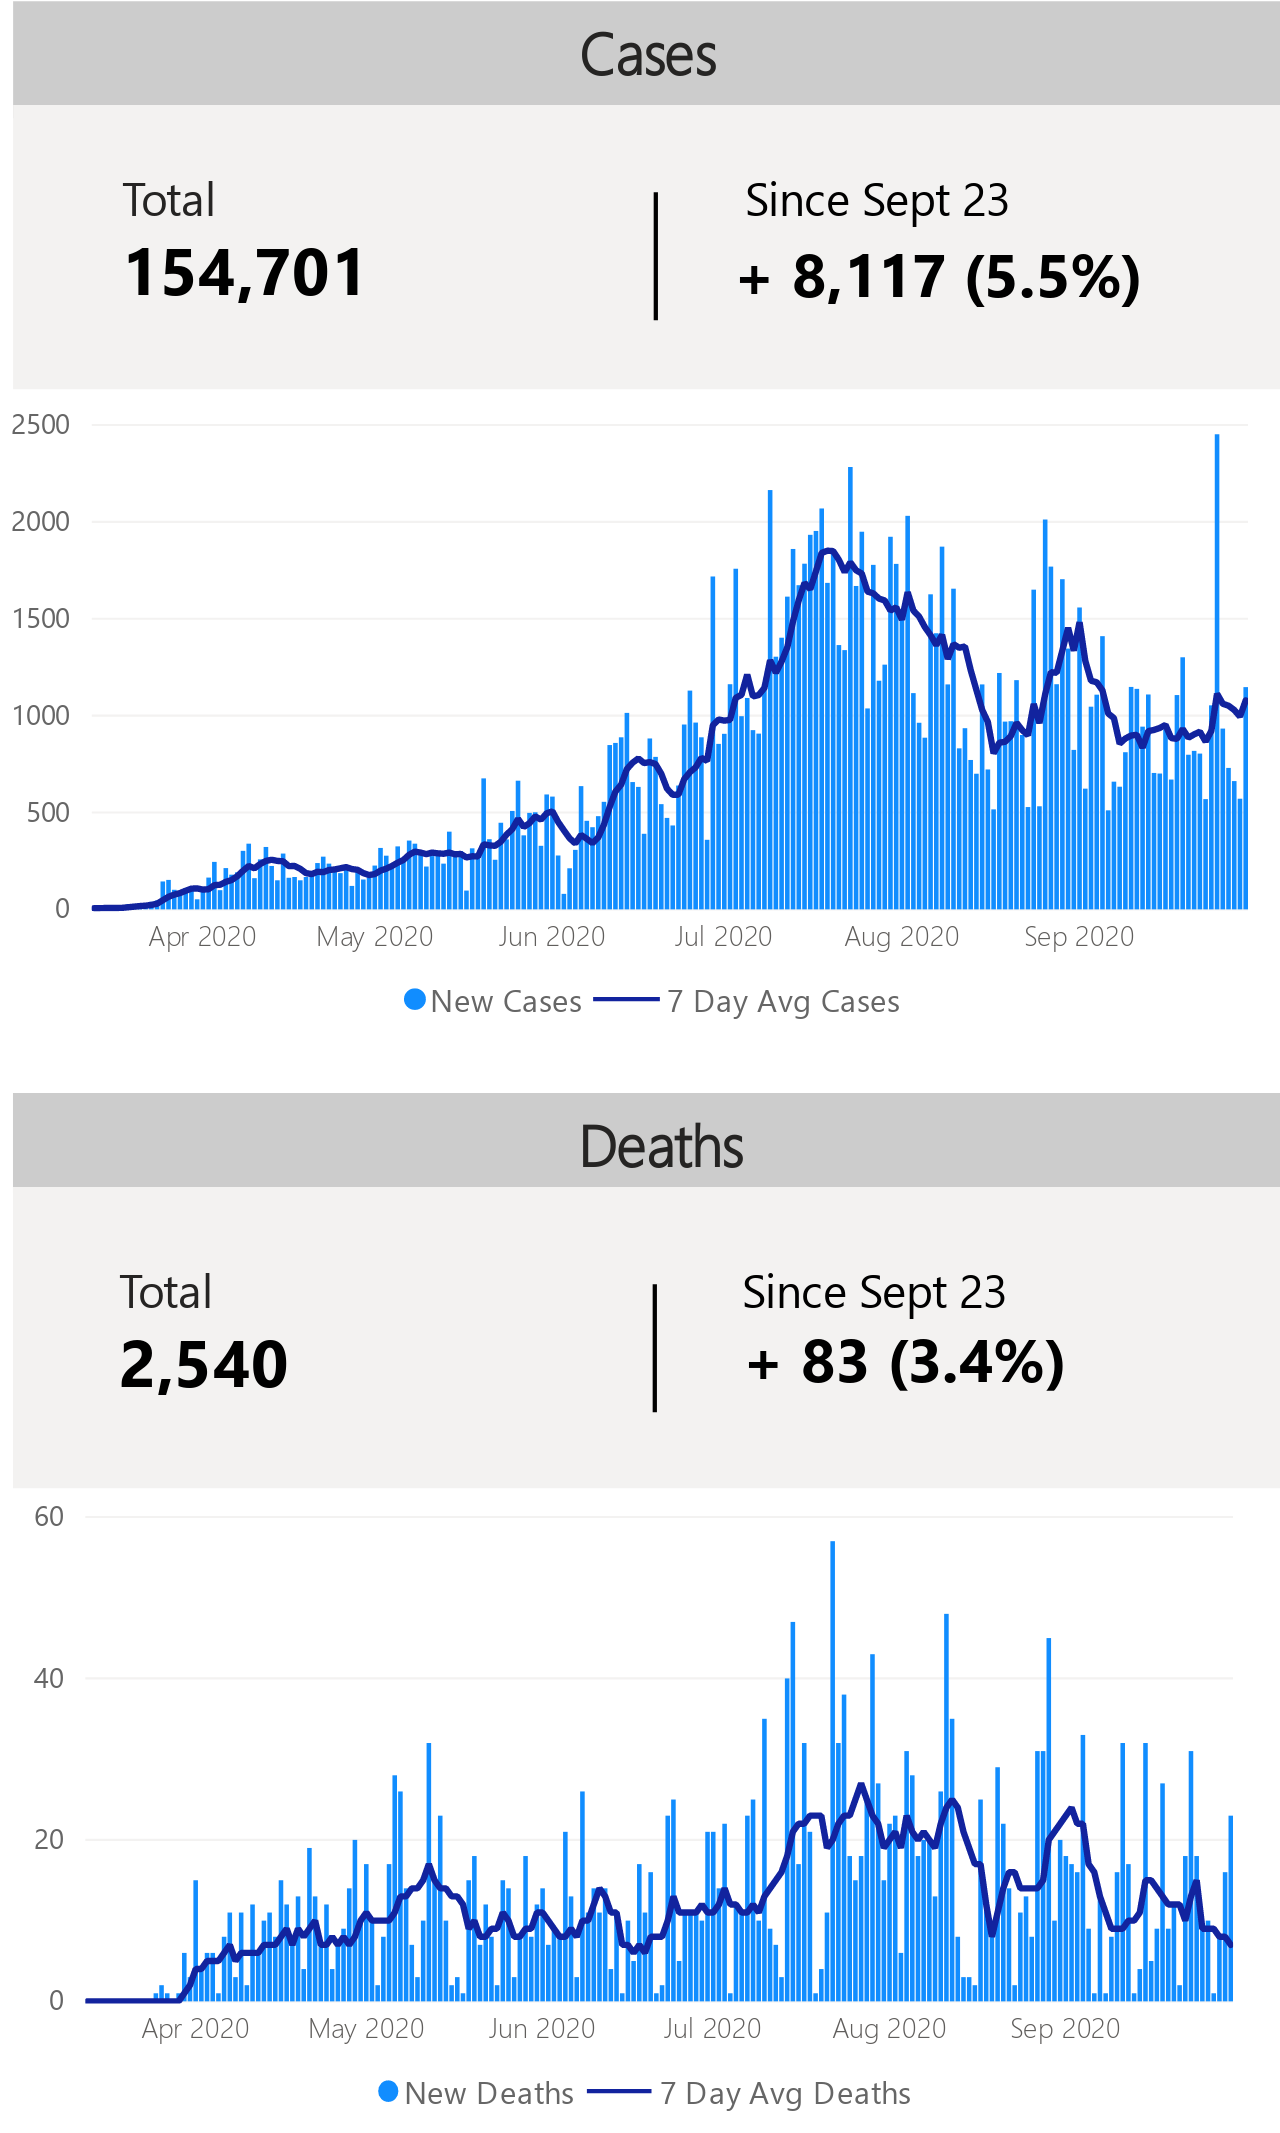 Cases
Total
Since Sept 23
154,701
+ 8,117 (5.5%)
2500
2000
1500
1000
500
0
Apr 2020 May 2020 Jun 2020 Jul 2020 Aug 2020 Sep 2020
New Cases 7 Day Avg Cases
Deaths
Total
Since Sept 23
2,540
+ 83 (3.4%)
60
40
20
0
Apr 2020 May 2020 Jun 2020 Jul 2020 Aug 2020 Sep 2020
New Deaths 7 Day Avg Deaths